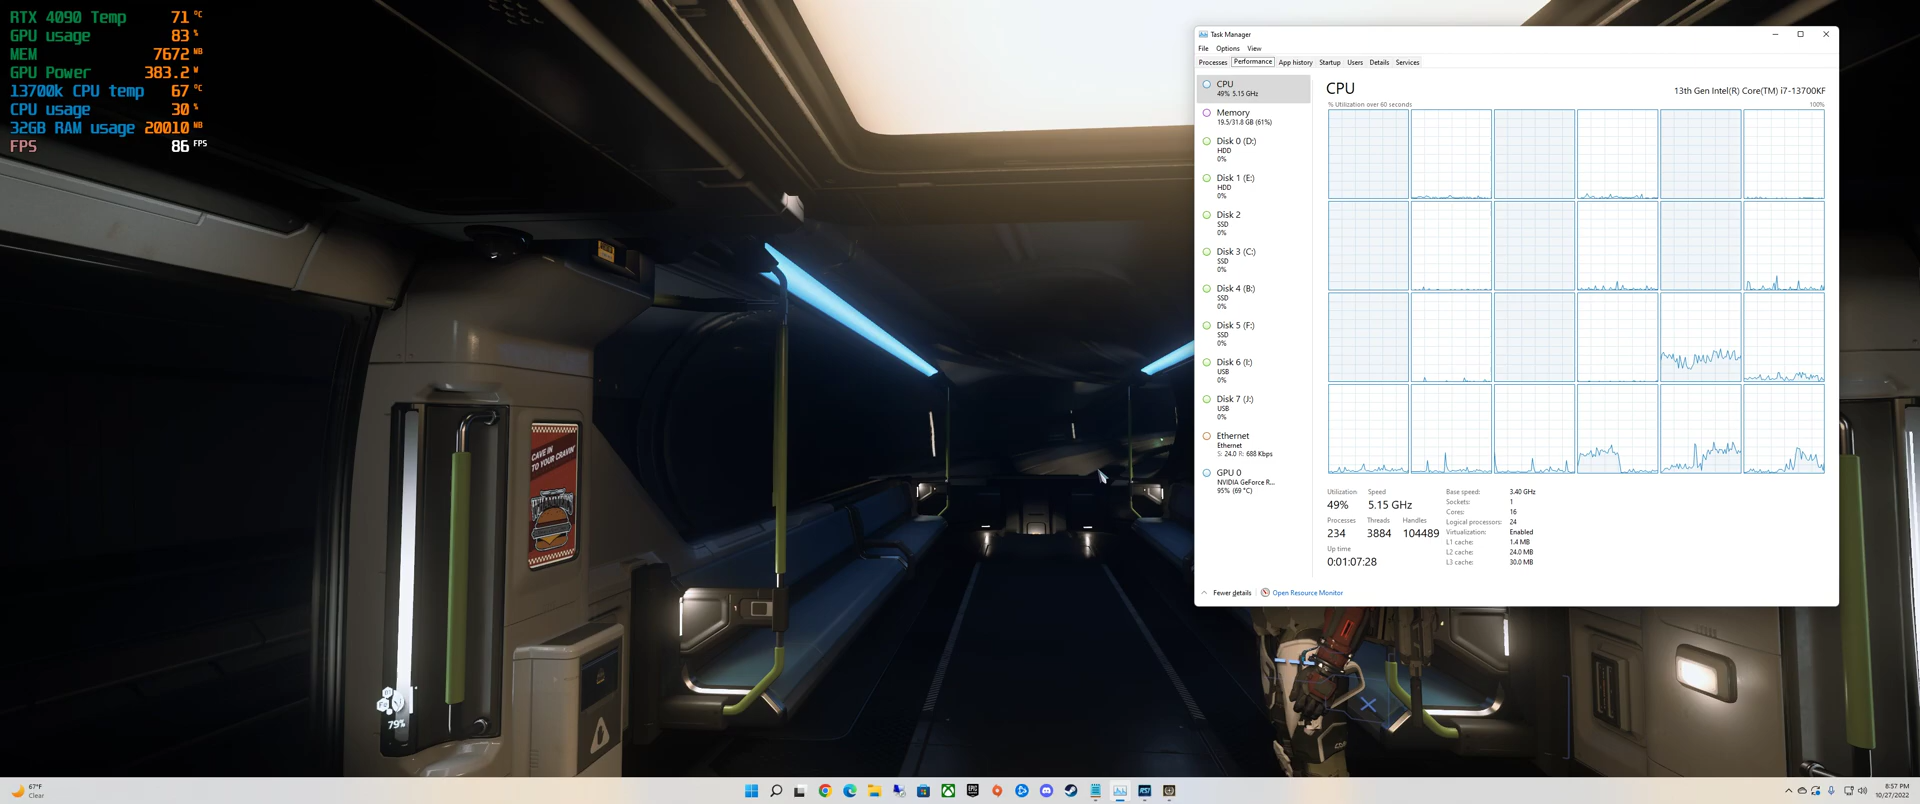 RTX 4090 Temp 71 °C
GPU usage 83 %
MEM 7672 MB
GPU Power 383.2 W
13700k CPU temp 67 °C
CPU usage 30 %
32GB RAM usage 20010 MB
FPS 86 FPS
Task Manager
File Options View
Processes Performance App history Startup Users Details Services
CPU
49% 5.15 GHz
Memory
19.5/31.8 GB (61%)
Disk 0 (D:)
HDD
0%
Disk 1 (E:)
HDD
0%
Disk 2
SSD
0%
Disk 3 (C:)
SSD
0%
Disk 4 (B:)
SSD
0%
Disk 5 (F:)
SSD
0%
Disk 6 (I:)
USB
0%
Disk 7 (J:)
USB
0%
Ethernet
Ethernet
S: 24.0 R: 688 Kbps
GPU 0
NVIDIA GeForce R...
95% (69 °C)
CPU 13th Gen Intel(R) Core(TM) i7-13700KF
% Utilization over 60 seconds 100%
Utilization Speed
49% 5.15 GHz
Processes Threads Handles
234 3884 104489
Up time
0:01:07:28
Base speed: 3.40 GHz
Sockets: 1
Cores: 16
Logical processors: 24
Virtualization: Enabled
L1 cache: 1.4 MB
L2 cache: 24.0 MB
L3 cache: 30.0 MB
Fewer details Open Resource Monitor
CAVE IN
TO YOUR CRAVIN'
WHAMMERS
79%
67°F
Clear
EPIC
RSI
8:57 PM
10/27/2022